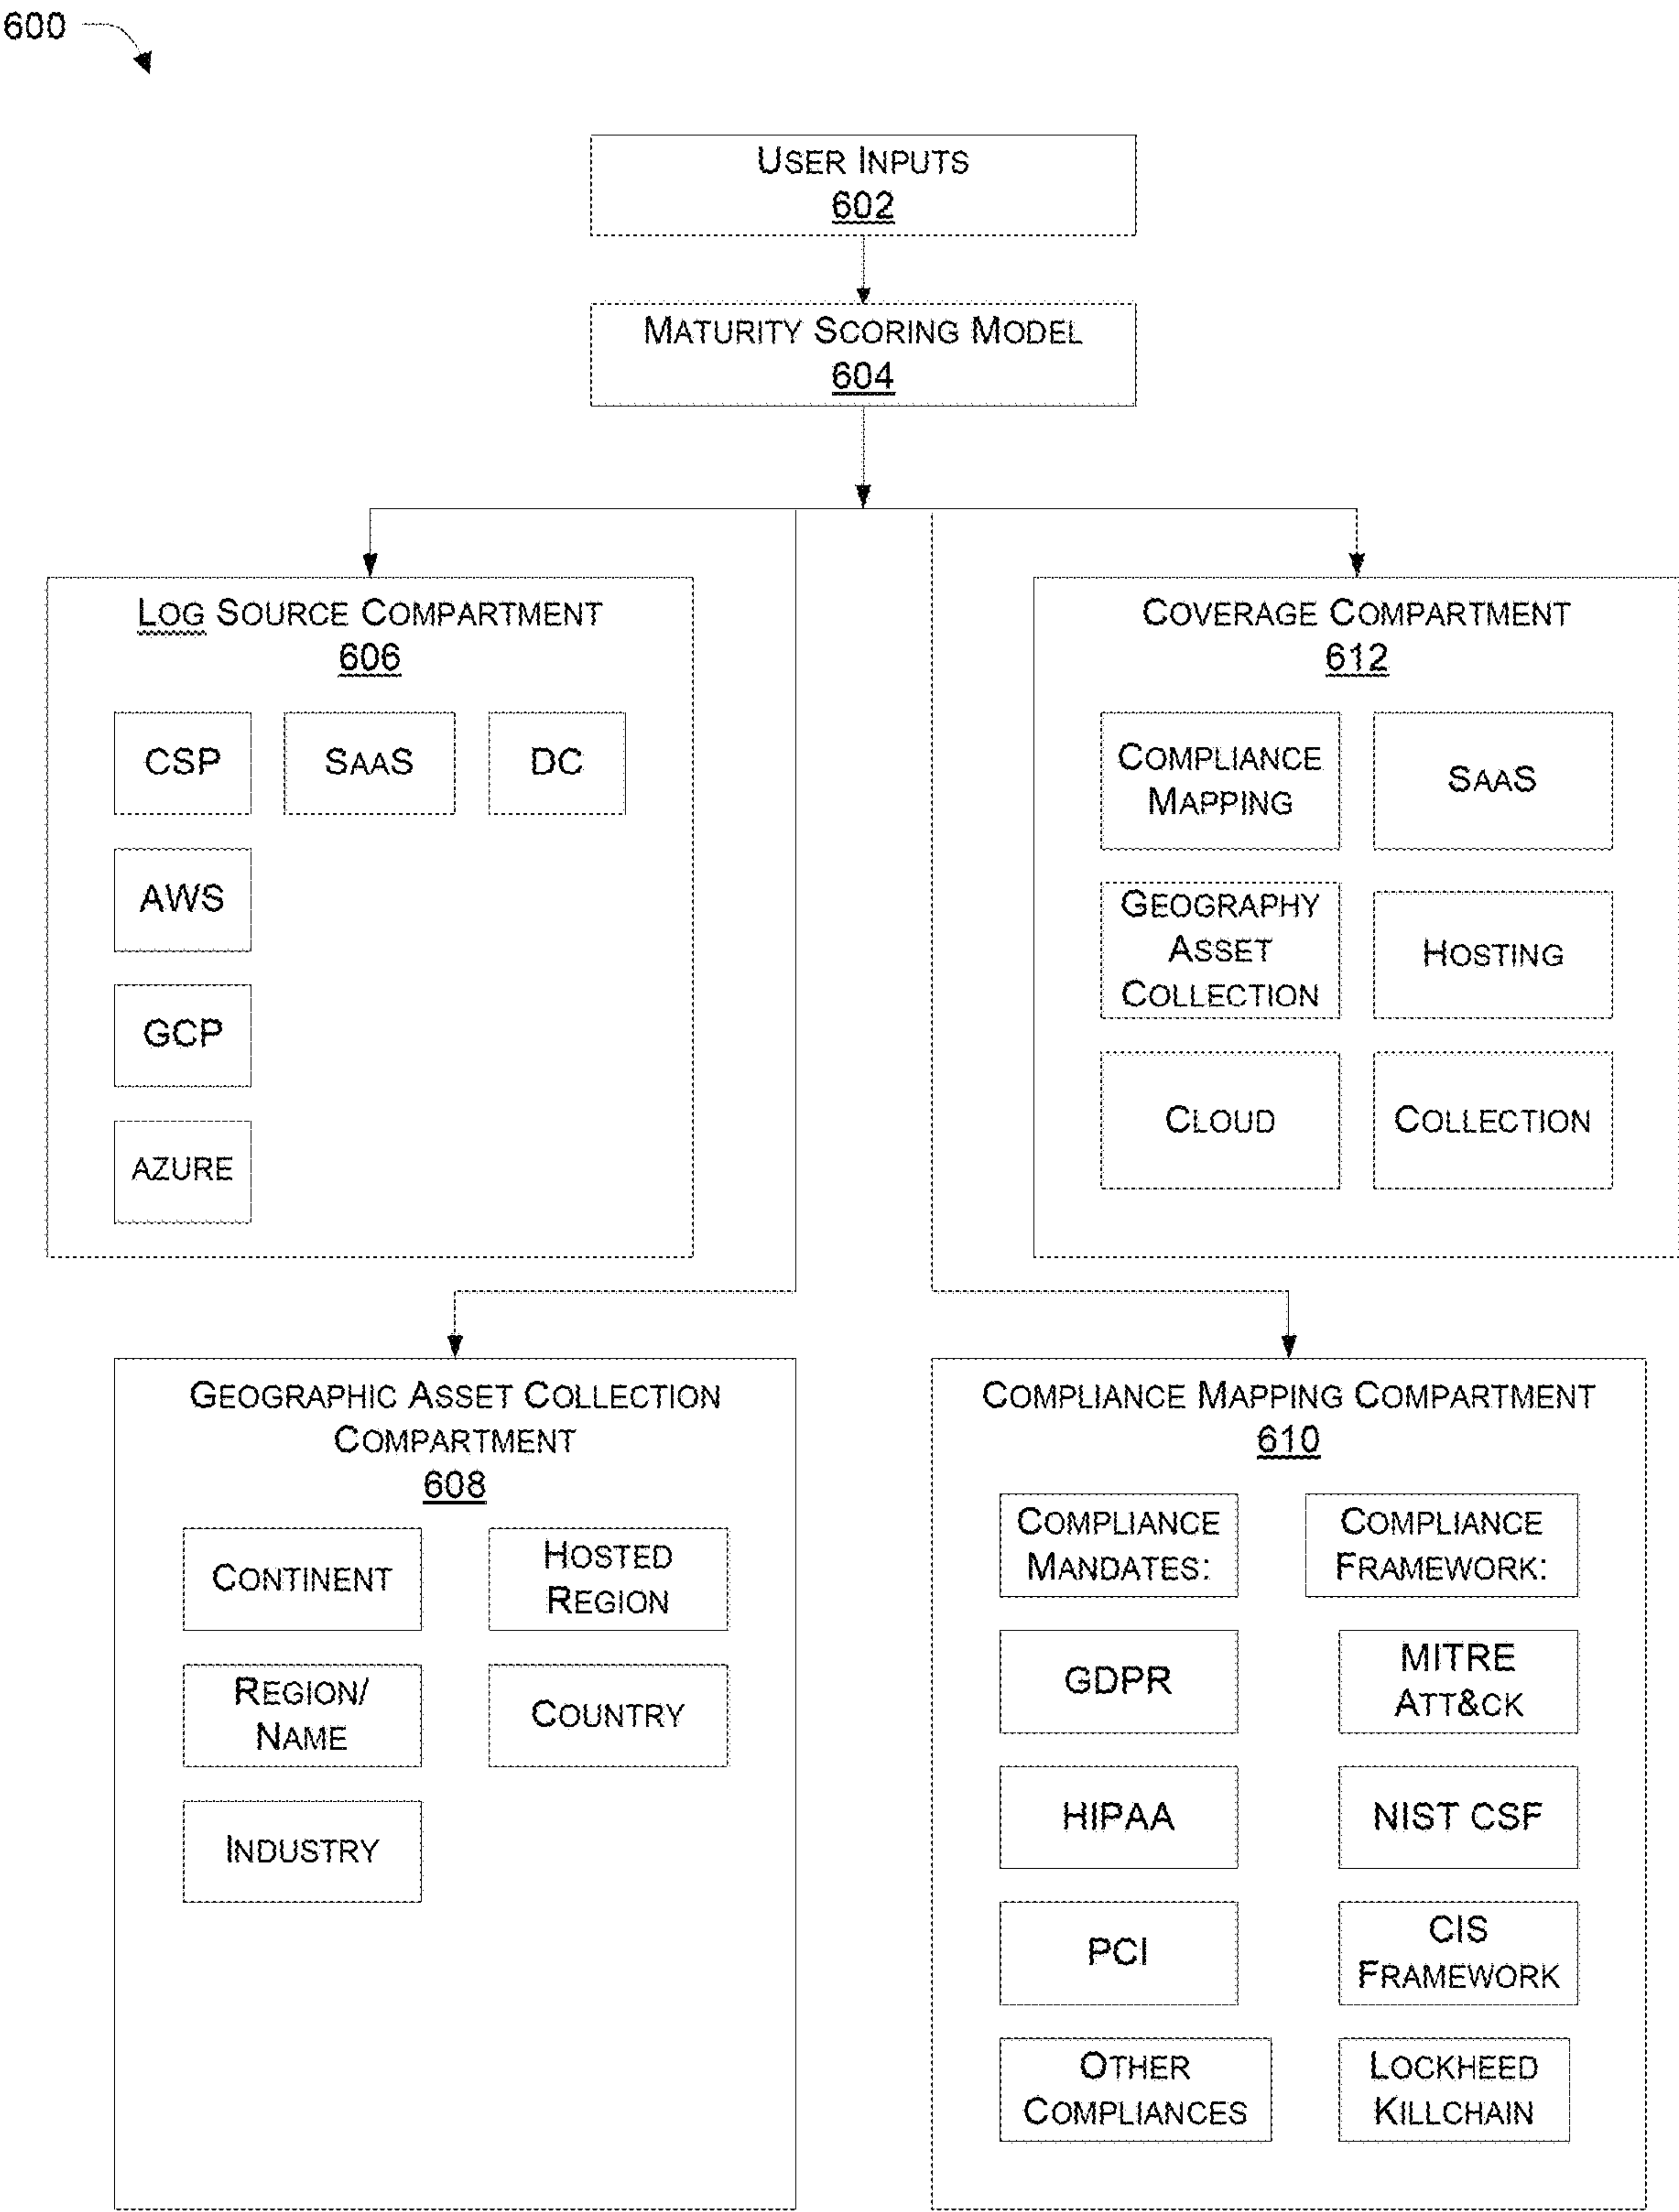 600
USER INPUTS
602
MATURITY SCORING MODEL
604
LOG SOURCE COMPARTMENT
606
CSP
SAAS
DC
AWS
GCP
AZURE
COVERAGE COMPARTMENT
612
COMPLIANCE
MAPPING
SAAS
GEOGRAPHY
ASSET
COLLECTION
HOSTING
CLOUD
COLLECTION
GEOGRAPHIC ASSET COLLECTION
COMPARTMENT
608
CONTINENT
HOSTED
REGION
REGION/
NAME
COUNTRY
INDUSTRY
COMPLIANCE MAPPING COMPARTMENT
610
COMPLIANCE
MANDATES:
COMPLIANCE
FRAMEWORK:
GDPR
MITRE
ATT&CK
HIPAA
NIST CSF
PCI
CIS
FRAMEWORK
OTHER
COMPLIANCES
LOCKHEED
KILLCHAIN